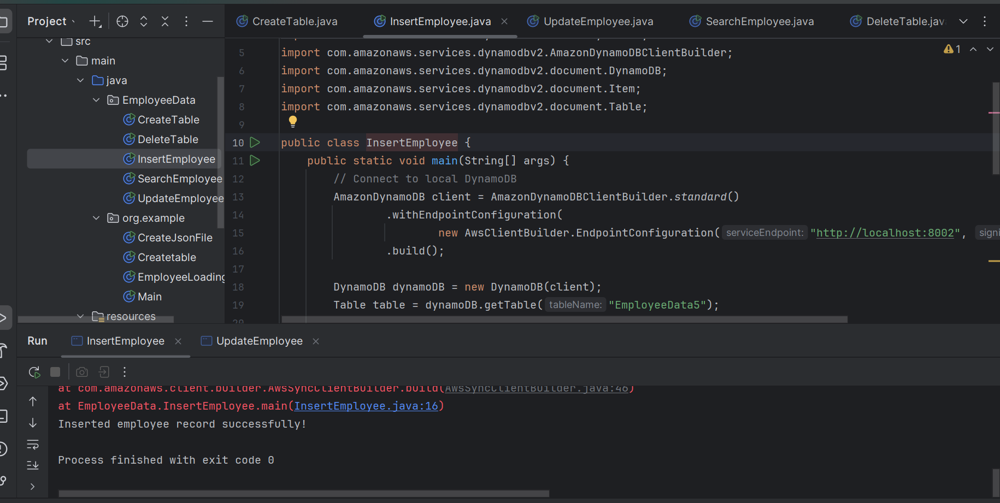 Project
CreateTable.java
InsertEmployee.java
UpdateEmployee.java
SearchEmployee.java
DeleteTable.jav
src
main
java
EmployeeData
CreateTable
DeleteTable
InsertEmployee
SearchEmployee
UpdateEmployee
org.example
CreateJsonFile
Createtable
EmployeeLoading
Main
resources
1
5 import com.amazonaws.services.dynamodbv2.AmazonDynamoDBClientBuilder;
6 import com.amazonaws.services.dynamodbv2.document.DynamoDB;
7 import com.amazonaws.services.dynamodbv2.document.Item;
8 import com.amazonaws.services.dynamodbv2.document.Table;
9
10 public class InsertEmployee {
11 public static void main(String[] args) {
12 // Connect to local DynamoDB
13 AmazonDynamoDB client = AmazonDynamoDBClientBuilder.standard()
14 .withEndpointConfiguration(
15 new AwsClientBuilder.EndpointConfiguration( serviceEndpoint: "http://localhost:8002", signi
16 .build();
17
18 DynamoDB dynamoDB = new DynamoDB(client);
19 Table table = dynamoDB.getTable( tableName: "EmployeeData5");
20
Run
InsertEmployee
UpdateEmployee
at com.amazonaws.client.builder.AwsSyncClientBuilder.build(AwsSyncClientBuilder.java:46)
at EmployeeData.InsertEmployee.main(InsertEmployee.java:16)
Inserted employee record successfully!
Process finished with exit code 0